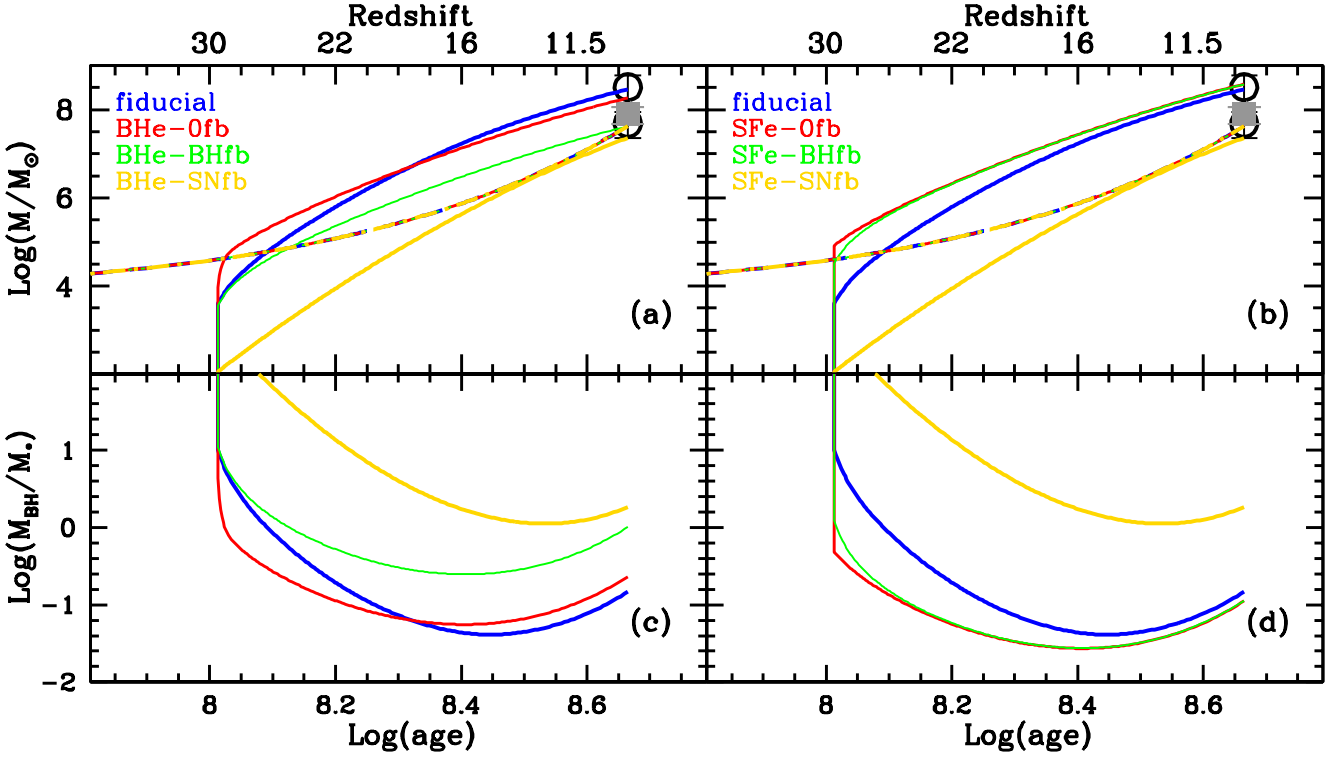 Redshift Redshift
30 22 16 11.5 30 22 16 11.5
8
fiducial fiducial
BHe-0fb SFe-0fb
BHe-BHfb SFe-BHfb
BHe-SNfb SFe-SNfb
6
Log(M/M☉)
4
(a) (b)
1
Log(M_BH/M*)
0
-1
(c) (d)
-2
8 8.2 8.4 8.6 8 8.2 8.4 8.6
Log(age) Log(age)